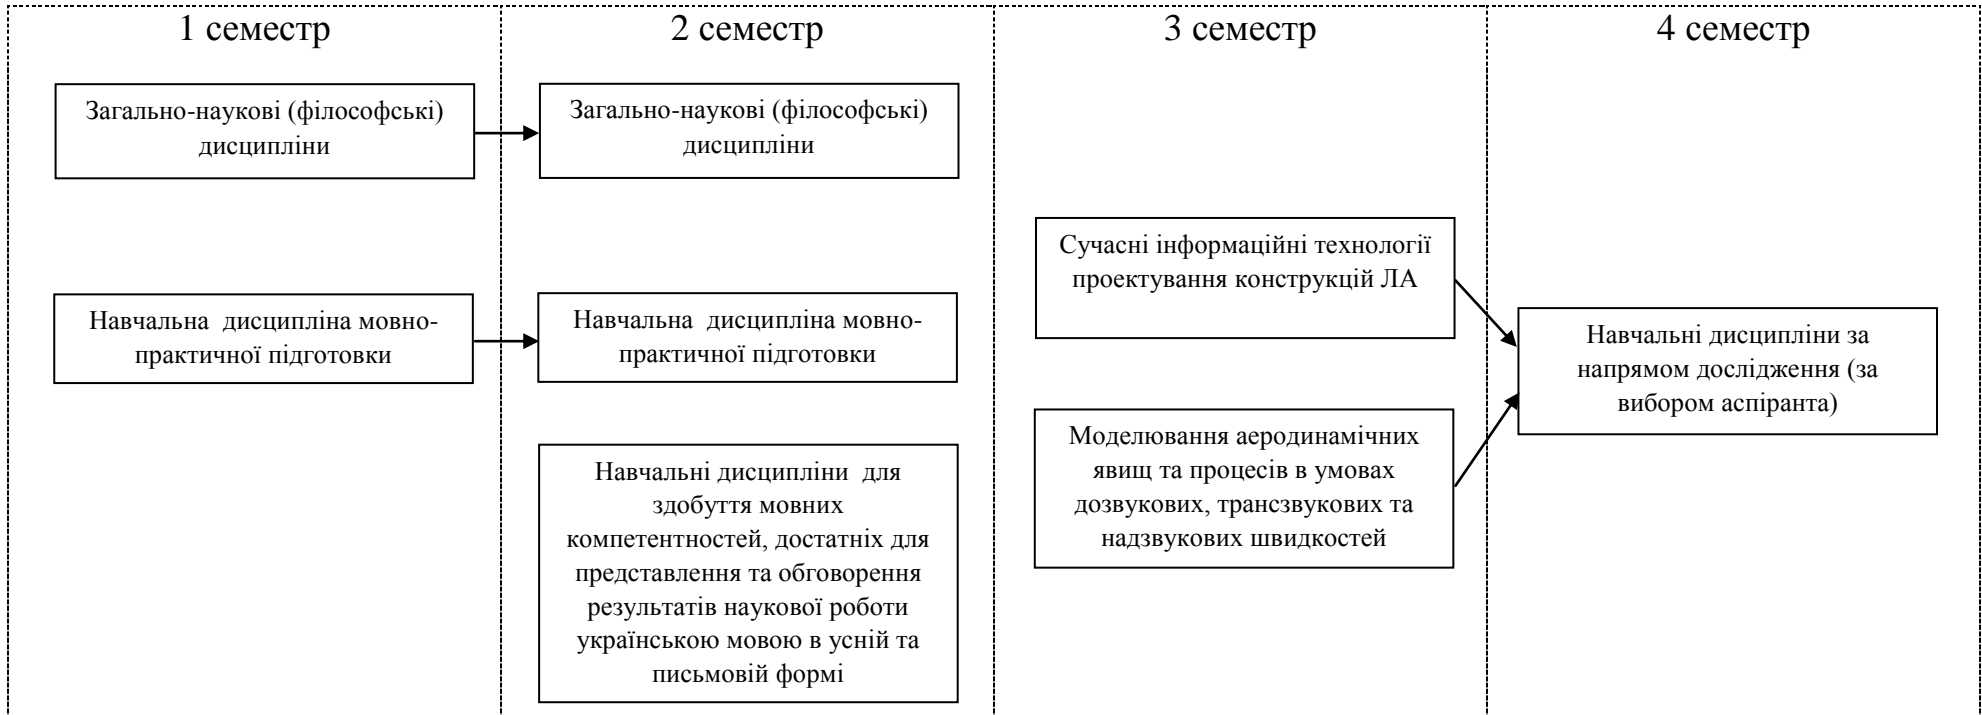 1 семестр
2 семестр
3 семестр
4 семестр
Загально-наукові (філософські)
дисципліни
Загально-наукові (філософські)
дисципліни
Навчальна дисципліна мовно-
практичної підготовки
Навчальна дисципліна мовно-
практичної підготовки
Навчальні дисципліни для
здобуття мовних
компетентностей, достатніх для
представлення та обговорення
результатів наукової роботи
українською мовою в усній та
письмовій формі
Сучасні інформаційні технології
проектування конструкцій ЛА
Моделювання аеродинамічних
явищ та процесів в умовах
дозвукових, трансзвукових та
надзвукових швидкостей
Навчальні дисципліни за
напрямом дослідження (за
вибором аспіранта)